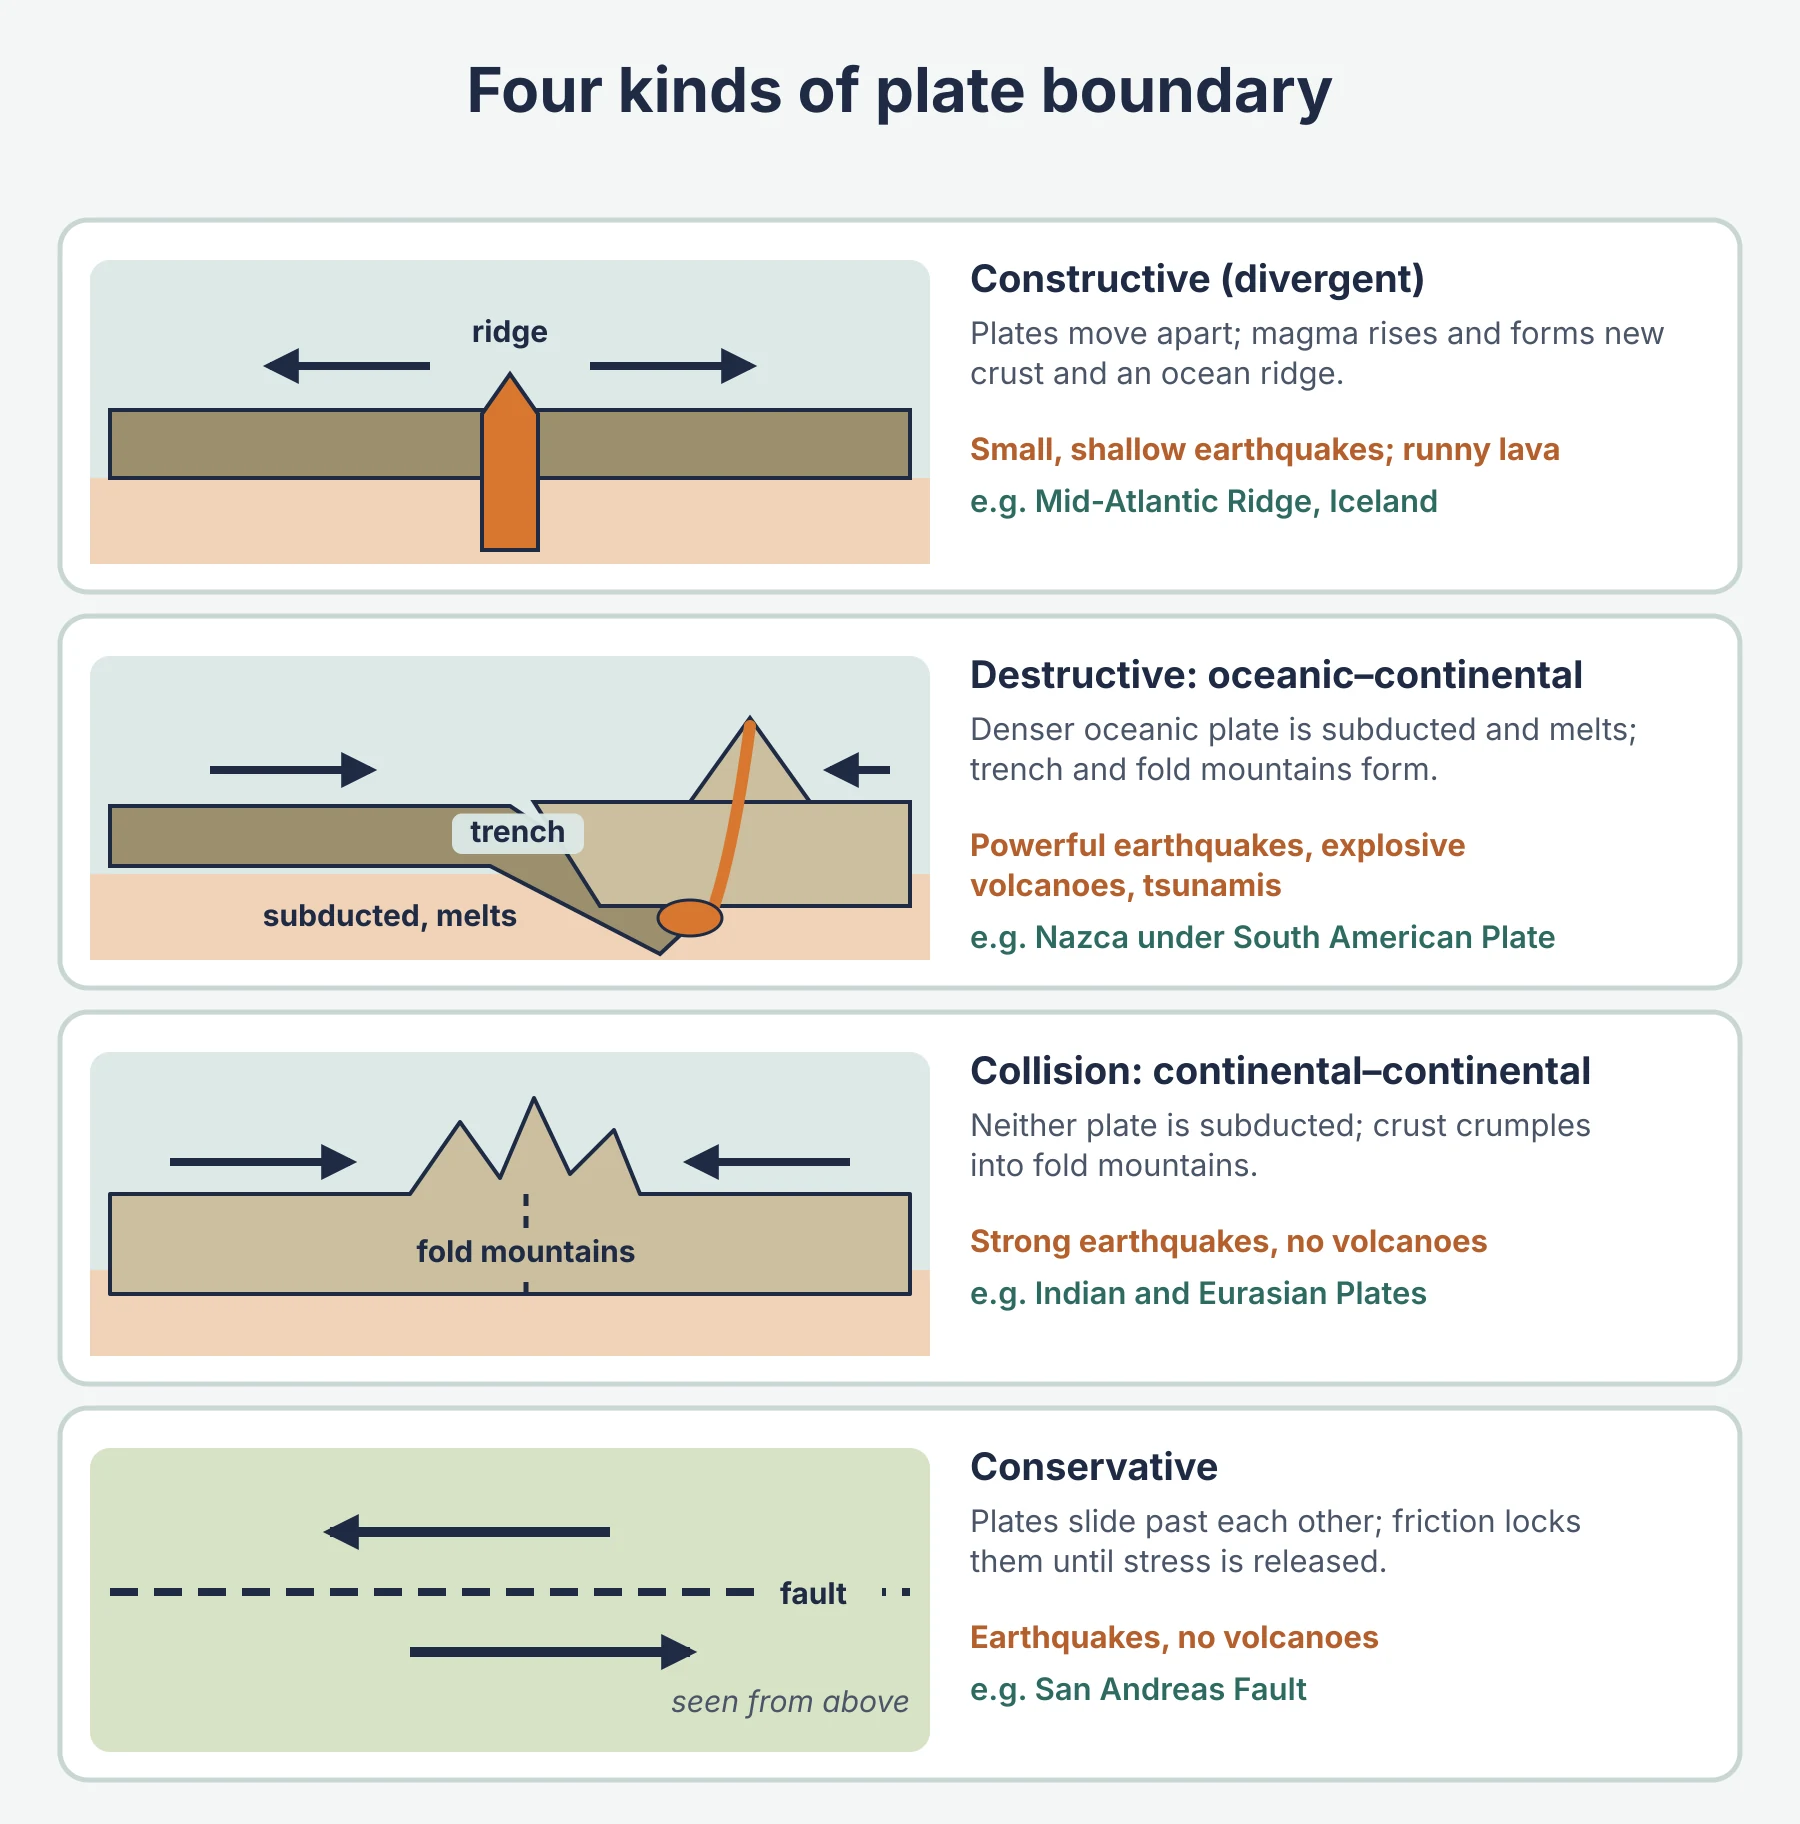 Four kinds of plate boundary
ridge
Constructive (divergent)
Plates move apart; magma rises and forms new
crust and an ocean ridge.
Small, shallow earthquakes; runny lava
e.g. Mid-Atlantic Ridge, Iceland
trench
subducted, melts
Destructive: oceanic–continental
Denser oceanic plate is subducted and melts;
trench and fold mountains form.
Powerful earthquakes, explosive
volcanoes, tsunamis
e.g. Nazca under South American Plate
fold mountains
Collision: continental–continental
Neither plate is subducted; crust crumples
into fold mountains.
Strong earthquakes, no volcanoes
e.g. Indian and Eurasian Plates
fault
seen from above
Conservative
Plates slide past each other; friction locks
them until stress is released.
Earthquakes, no volcanoes
e.g. San Andreas Fault